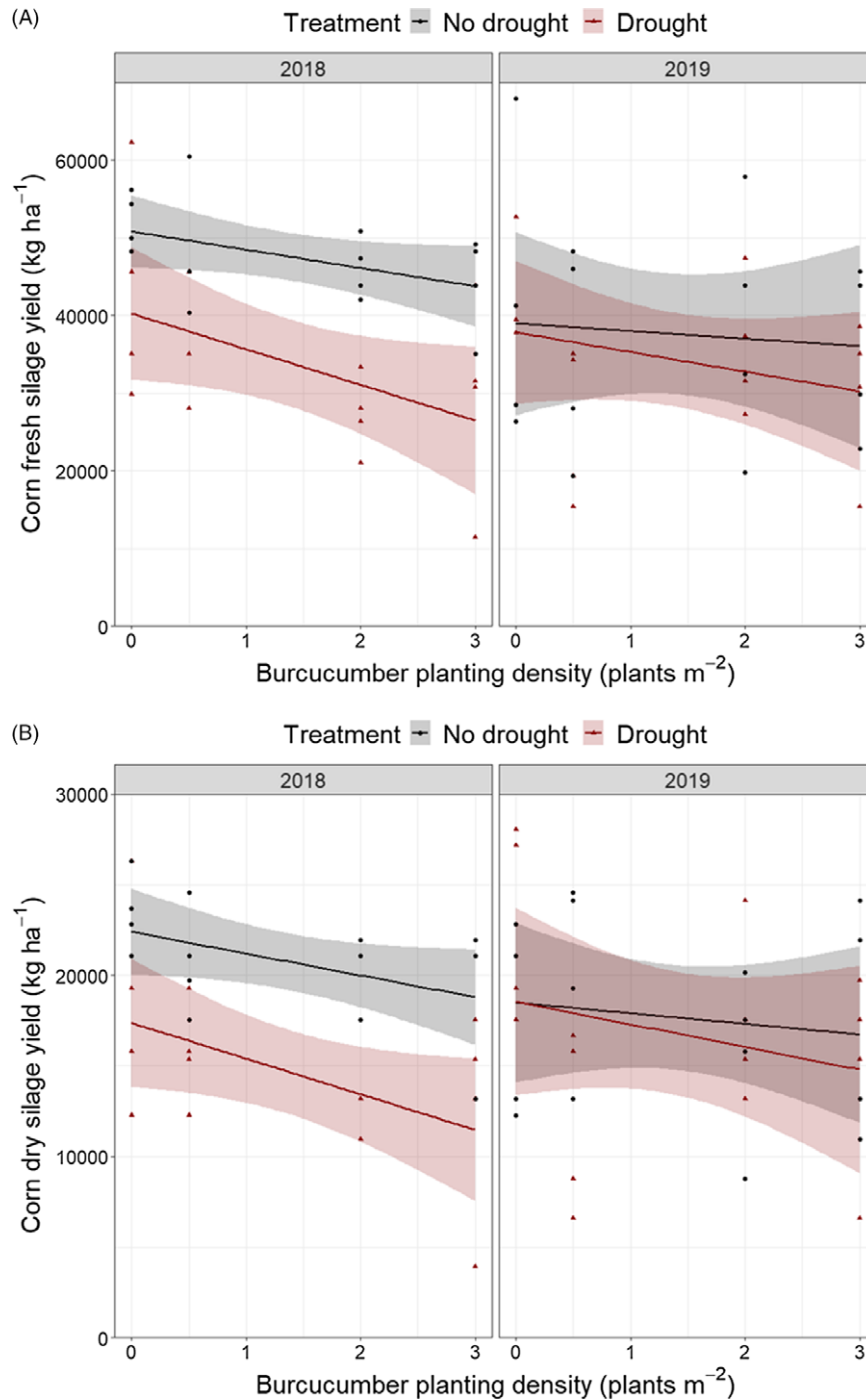 (A)
Treatment No drought Drought
2018 2019
Corn fresh silage yield (kg ha⁻¹)
60000
40000
20000
0
0 1 2 3 0 1 2 3
Burcucumber planting density (plants m⁻²)
(B)
Treatment No drought Drought
2018 2019
Corn dry silage yield (kg ha⁻¹)
30000
20000
10000
0
0 1 2 3 0 1 2 3
Burcucumber planting density (plants m⁻²)